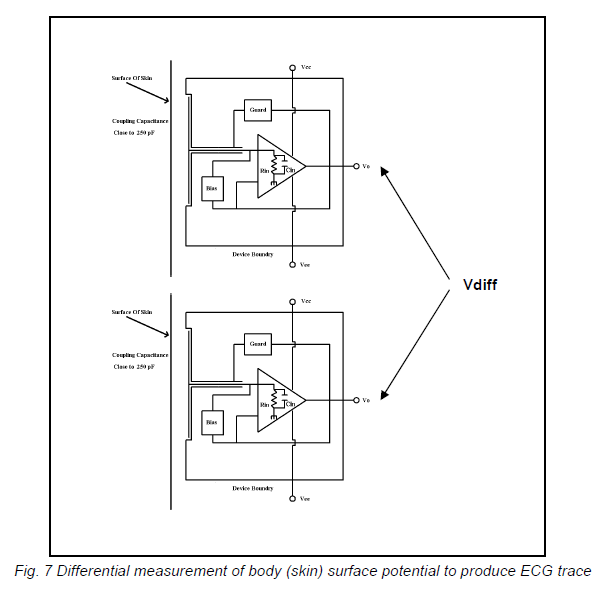 Vcc
Surface Of Skin
Guard
Coupling Capacitance
Close to 250 pF
Rin
Cin
Vo
Bias
Device Boundry
Vee
Vdiff
Vcc
Surface Of Skin
Guard
Coupling Capacitance
Close to 250 pF
Rin
Cin
Vo
Bias
Device Boundry
Vee
Fig. 7 Differential measurement of body (skin) surface potential to produce ECG trace